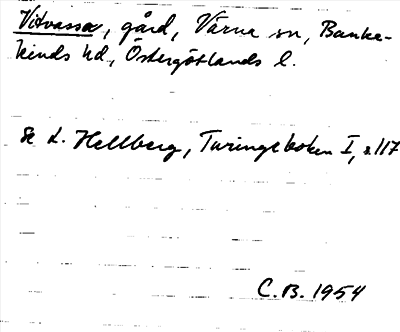 Vitvassa, gård, Värna sn, Banke-
kinds hd, Östergötlands l.
Se L. Hellberg, Turingeboken I, s. 117
C.B. 1954